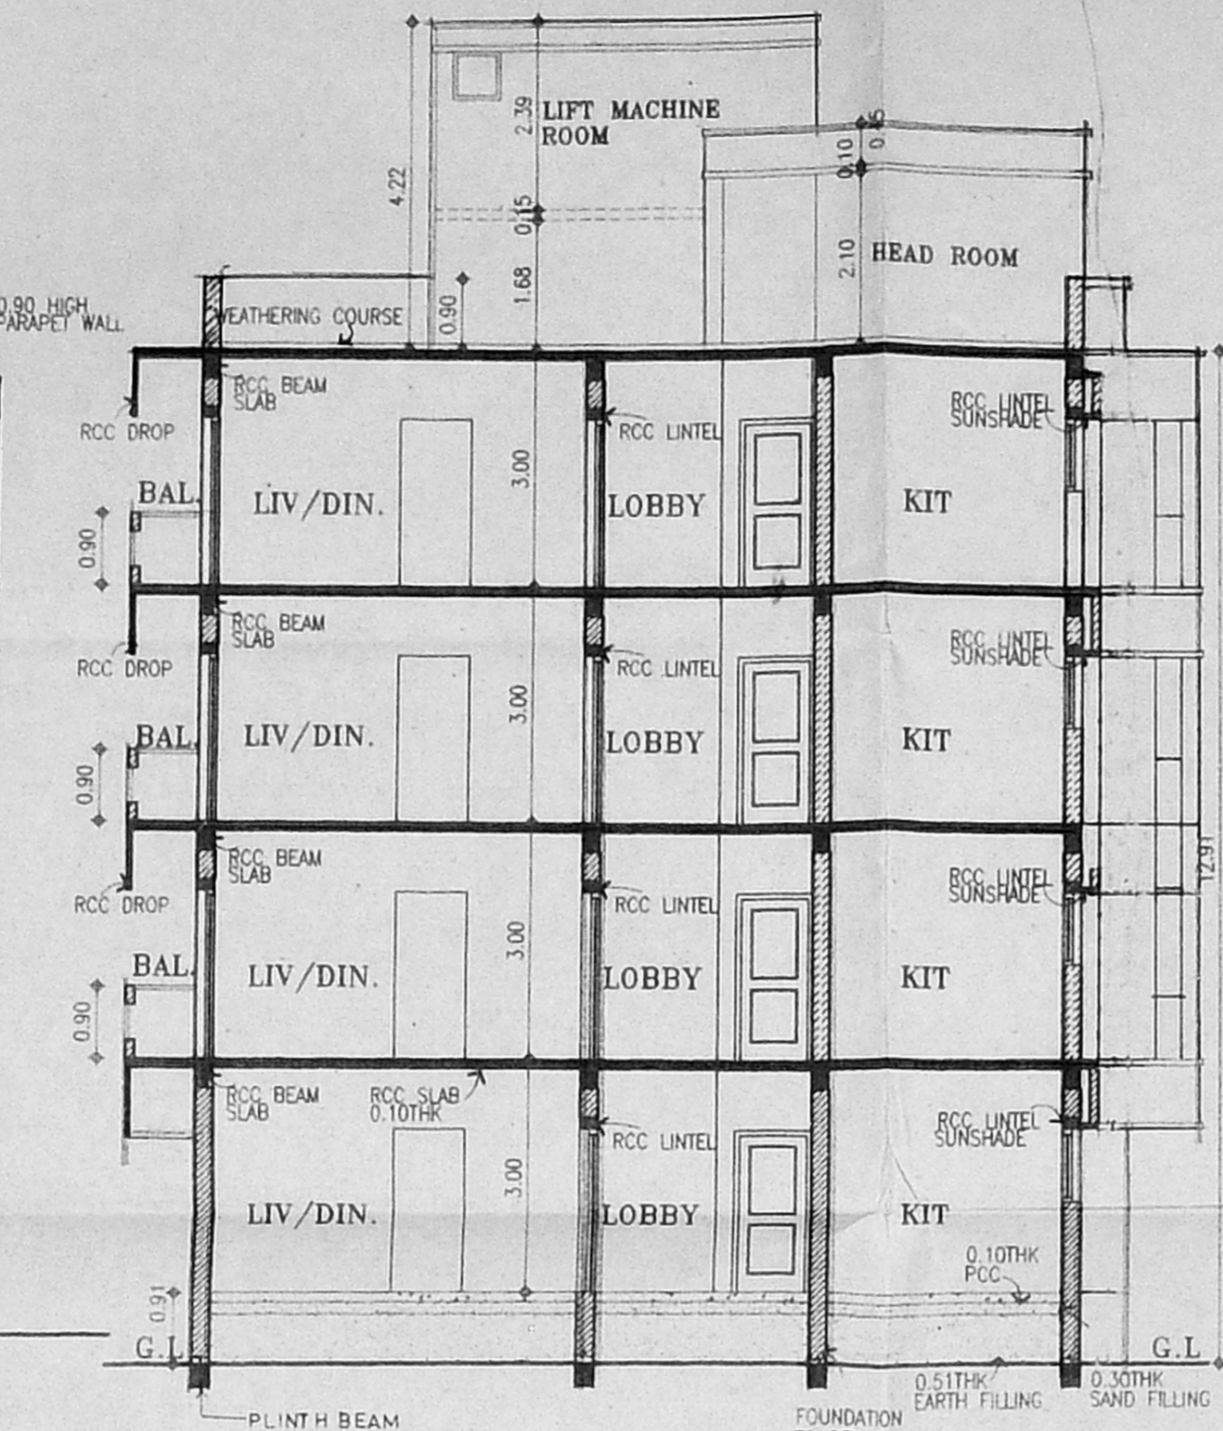 LIFT MACHINE
ROOM
2.39
4.22
0.15
1.68
0.10
2.10
HEAD ROOM
0.90 HIGH
PARAPET WALL
WEATHERING COURSE
0.90
RCC BEAM
SLAB
RCC DROP
RCC LINTEL
RCC LINTEL
SUNSHADE
3.00
BAL.
LIV/DIN.
LOBBY
KIT
0.90
RCC BEAM
SLAB
RCC DROP
RCC LINTEL
RCC LINTEL
SUNSHADE
3.00
BAL.
LIV/DIN.
LOBBY
KIT
0.90
RCC BEAM
SLAB
RCC DROP
RCC LINTEL
RCC LINTEL
SUNSHADE
12.91
3.00
BAL.
LIV/DIN.
LOBBY
KIT
0.90
RCC BEAM
SLAB
RCC SLAB
0.10THK
RCC LINTEL
RCC LINTEL
SUNSHADE
3.00
LIV/DIN.
LOBBY
KIT
0.10THK
PCC
0.91
G.L
G.L
0.51THK
EARTH FILLING
0.30THK
SAND FILLING
PLINTH BEAM
FOUNDATION